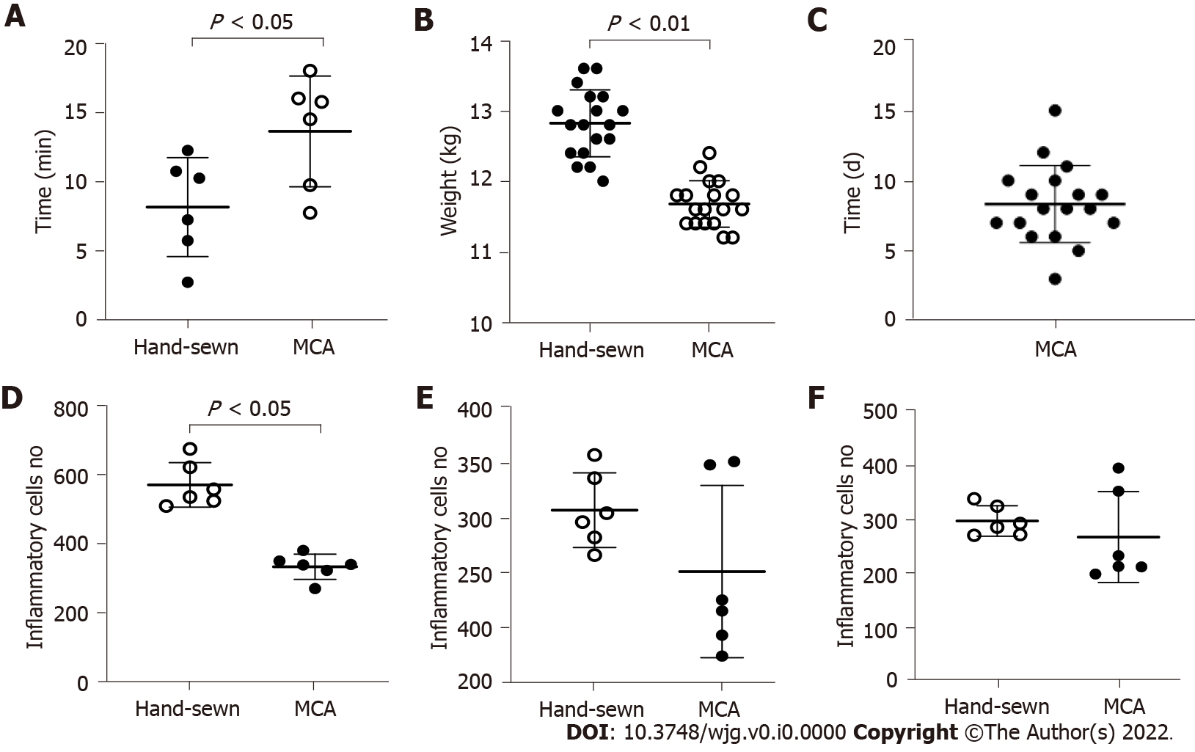 A
P < 0.05
20
15
10
5
0
Time (min)
Hand-sewn MCA
B
P < 0.01
14
13
12
11
10
Weight (kg)
Hand-sewn MCA
C
20
15
10
5
0
Time (d)
MCA
D
P < 0.05
800
600
400
200
0
Inflammatory cells no
Hand-sewn MCA
E
400
350
300
250
400
200
Inflammatory cells no
Hand-sewn MCA
F
500
400
300
200
100
0
Inflammatory cells no
Hand-sewn MCA
DOI: 10.3748/wjg.v0.i0.0000 Copyright ©The Author(s) 2022.